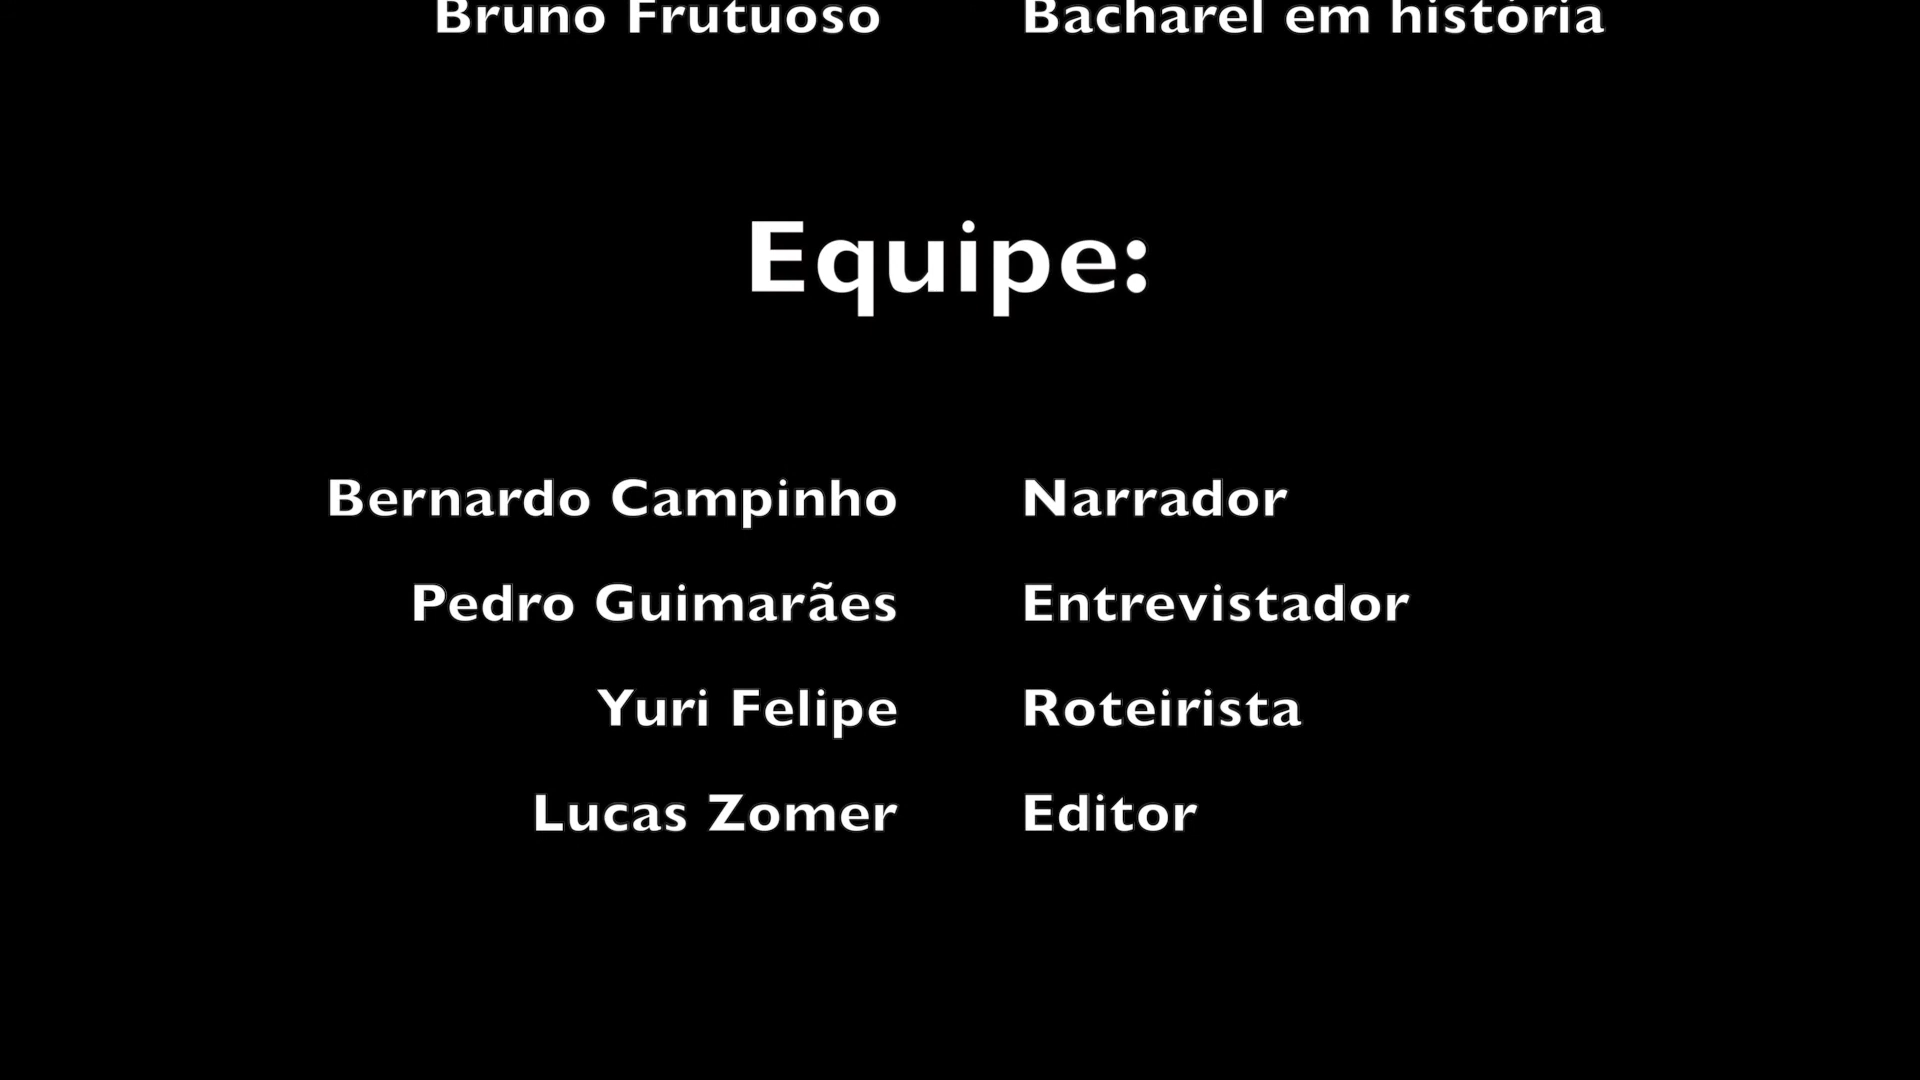 Bruno Frutuoso Bacharel em história
Equipe:
Bernardo Campinho Narrador
Pedro Guimarães Entrevistador
Yuri Felipe Roteirista
Lucas Zomer Editor